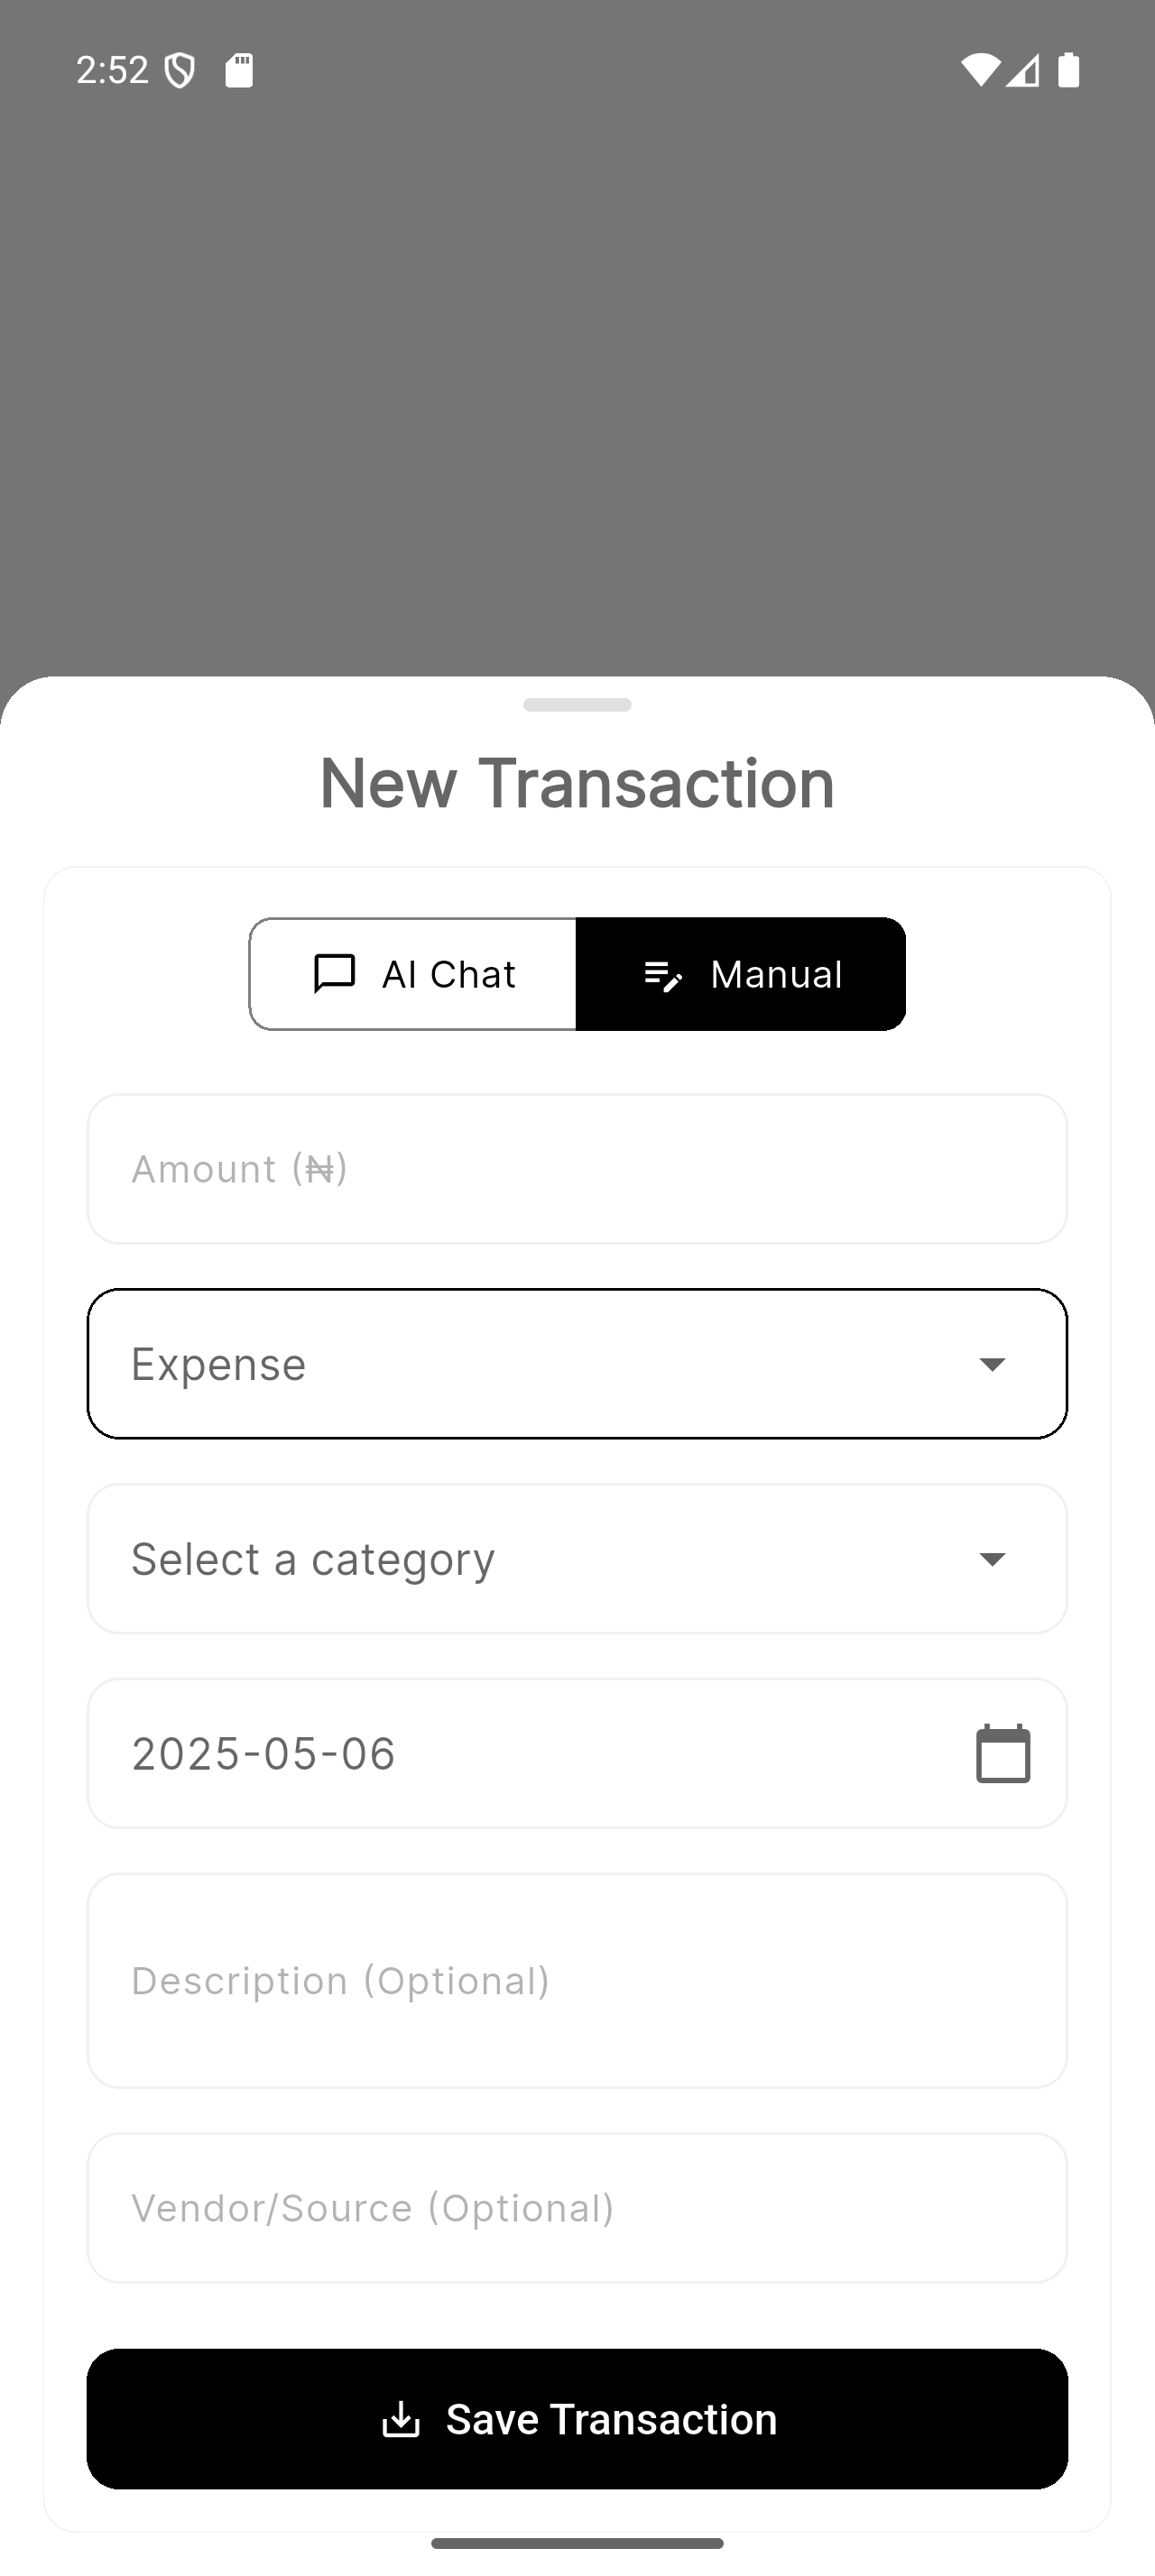 2:52
New Transaction
AI Chat
Manual
Amount (₦)
Expense
Select a category
2025-05-06
Description (Optional)
Vendor/Source (Optional)
Save Transaction